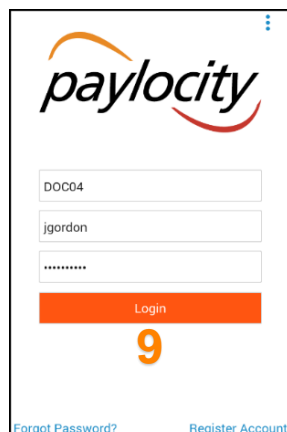 paylocity
DOC04
jgordon
••••••••••
Login
9
Forgot Password? Register Account